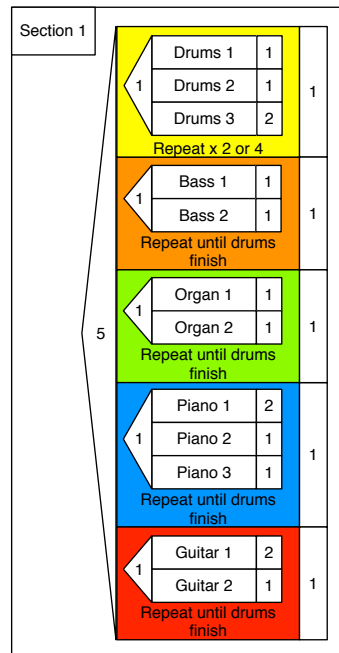 Section 1
5
1
Drums 1 1
Drums 2 1
Drums 3 2
Repeat x 2 or 4
1
1
Bass 1 1
Bass 2 1
Repeat until drums
finish
1
1
Organ 1 1
Organ 2 1
Repeat until drums
finish
1
1
Piano 1 2
Piano 2 1
Piano 3 1
Repeat until drums
finish
1
1
Guitar 1 2
Guitar 2 1
Repeat until drums
finish
1